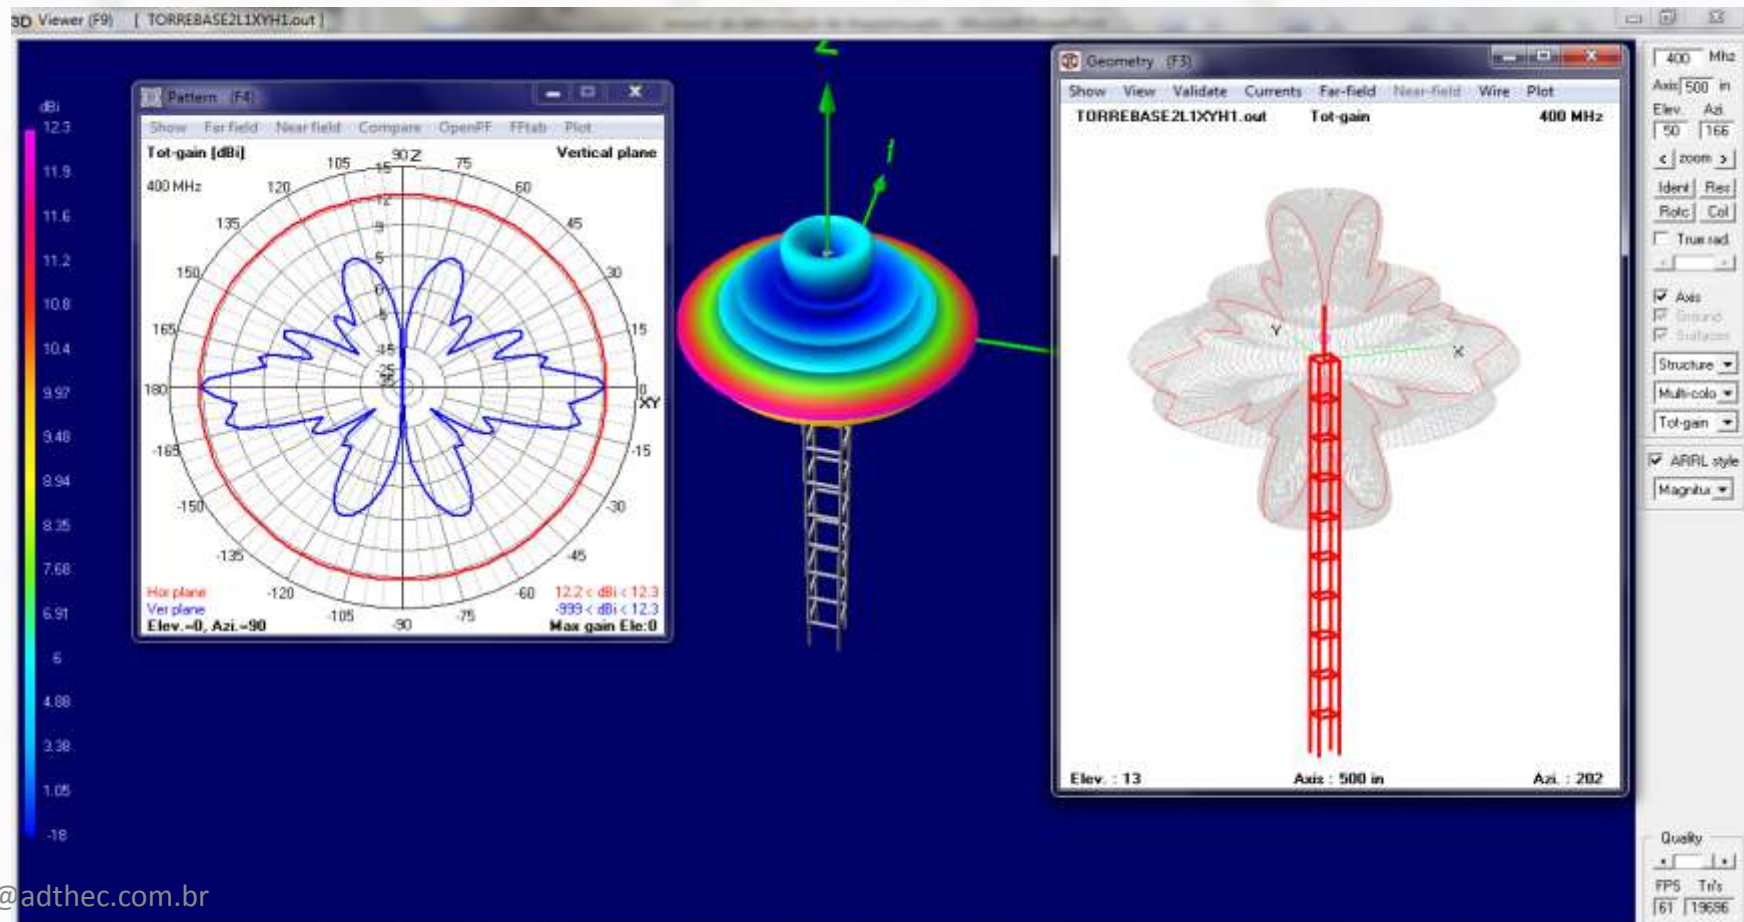 3D Viewer (F9) [ TORREBASE2L1XYH1.out ]
dBi
12.3
11.9
11.6
11.2
10.8
10.4
9.97
9.48
8.94
8.35
7.68
6.91
6
4.88
3.38
1.05
-18
Pattern (F4)
Show Far field Near field Compare OpenPF FFtab Plot
Tot-gain [dBi]
Vertical plane
400 MHz
90 Z
105
75
120
60
135
45
150
30
165
15
180
0
XY
-165
-15
-150
-30
-135
-45
-120
-60
-105
-75
-90
15
12
Hor plane
12.2 < dBi < 12.3
Ver plane
-999 < dBi < 12.3
Elev.=0, Azi.=90
Max gain Ele:0
Z
Geometry (F3)
Show View Validate Currents Far-field Near-field Wire Plot
TORREBASE2L1XYH1.out Tot-gain 400 MHz
Y
X
Elev. : 13 Axis : 500 in Azi. : 202
400 Mhz
Axis 500 in
Elev. Azi.
50 166
< zoom >
Ident Res
Rotc Col
True rad.
Axis
Ground
Surfaces
Structure
Multi-colo
Tot-gain
ARRL style
Magnitu
Quality
FPS Tri's
61 19696
@adthec.com.br